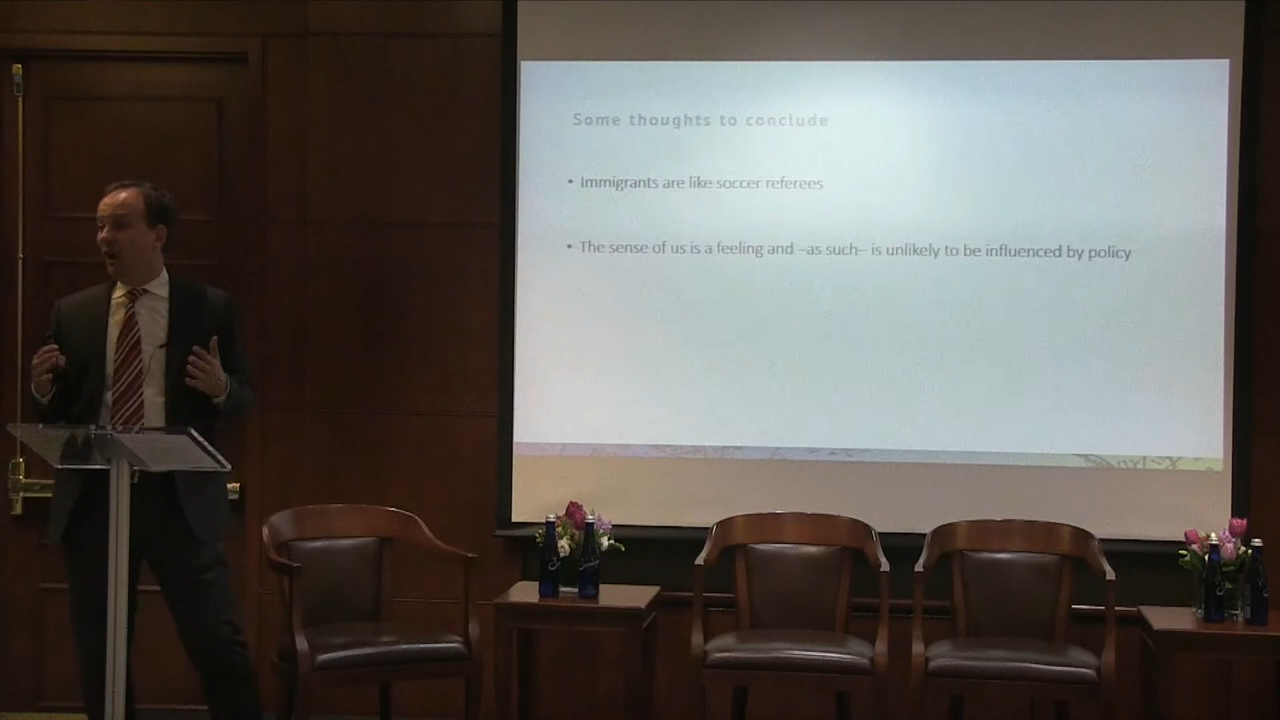 Some thoughts to conclude
• Immigrants are like soccer referees
• The sense of us is a feeling and –as such– is unlikely to be influenced by policy